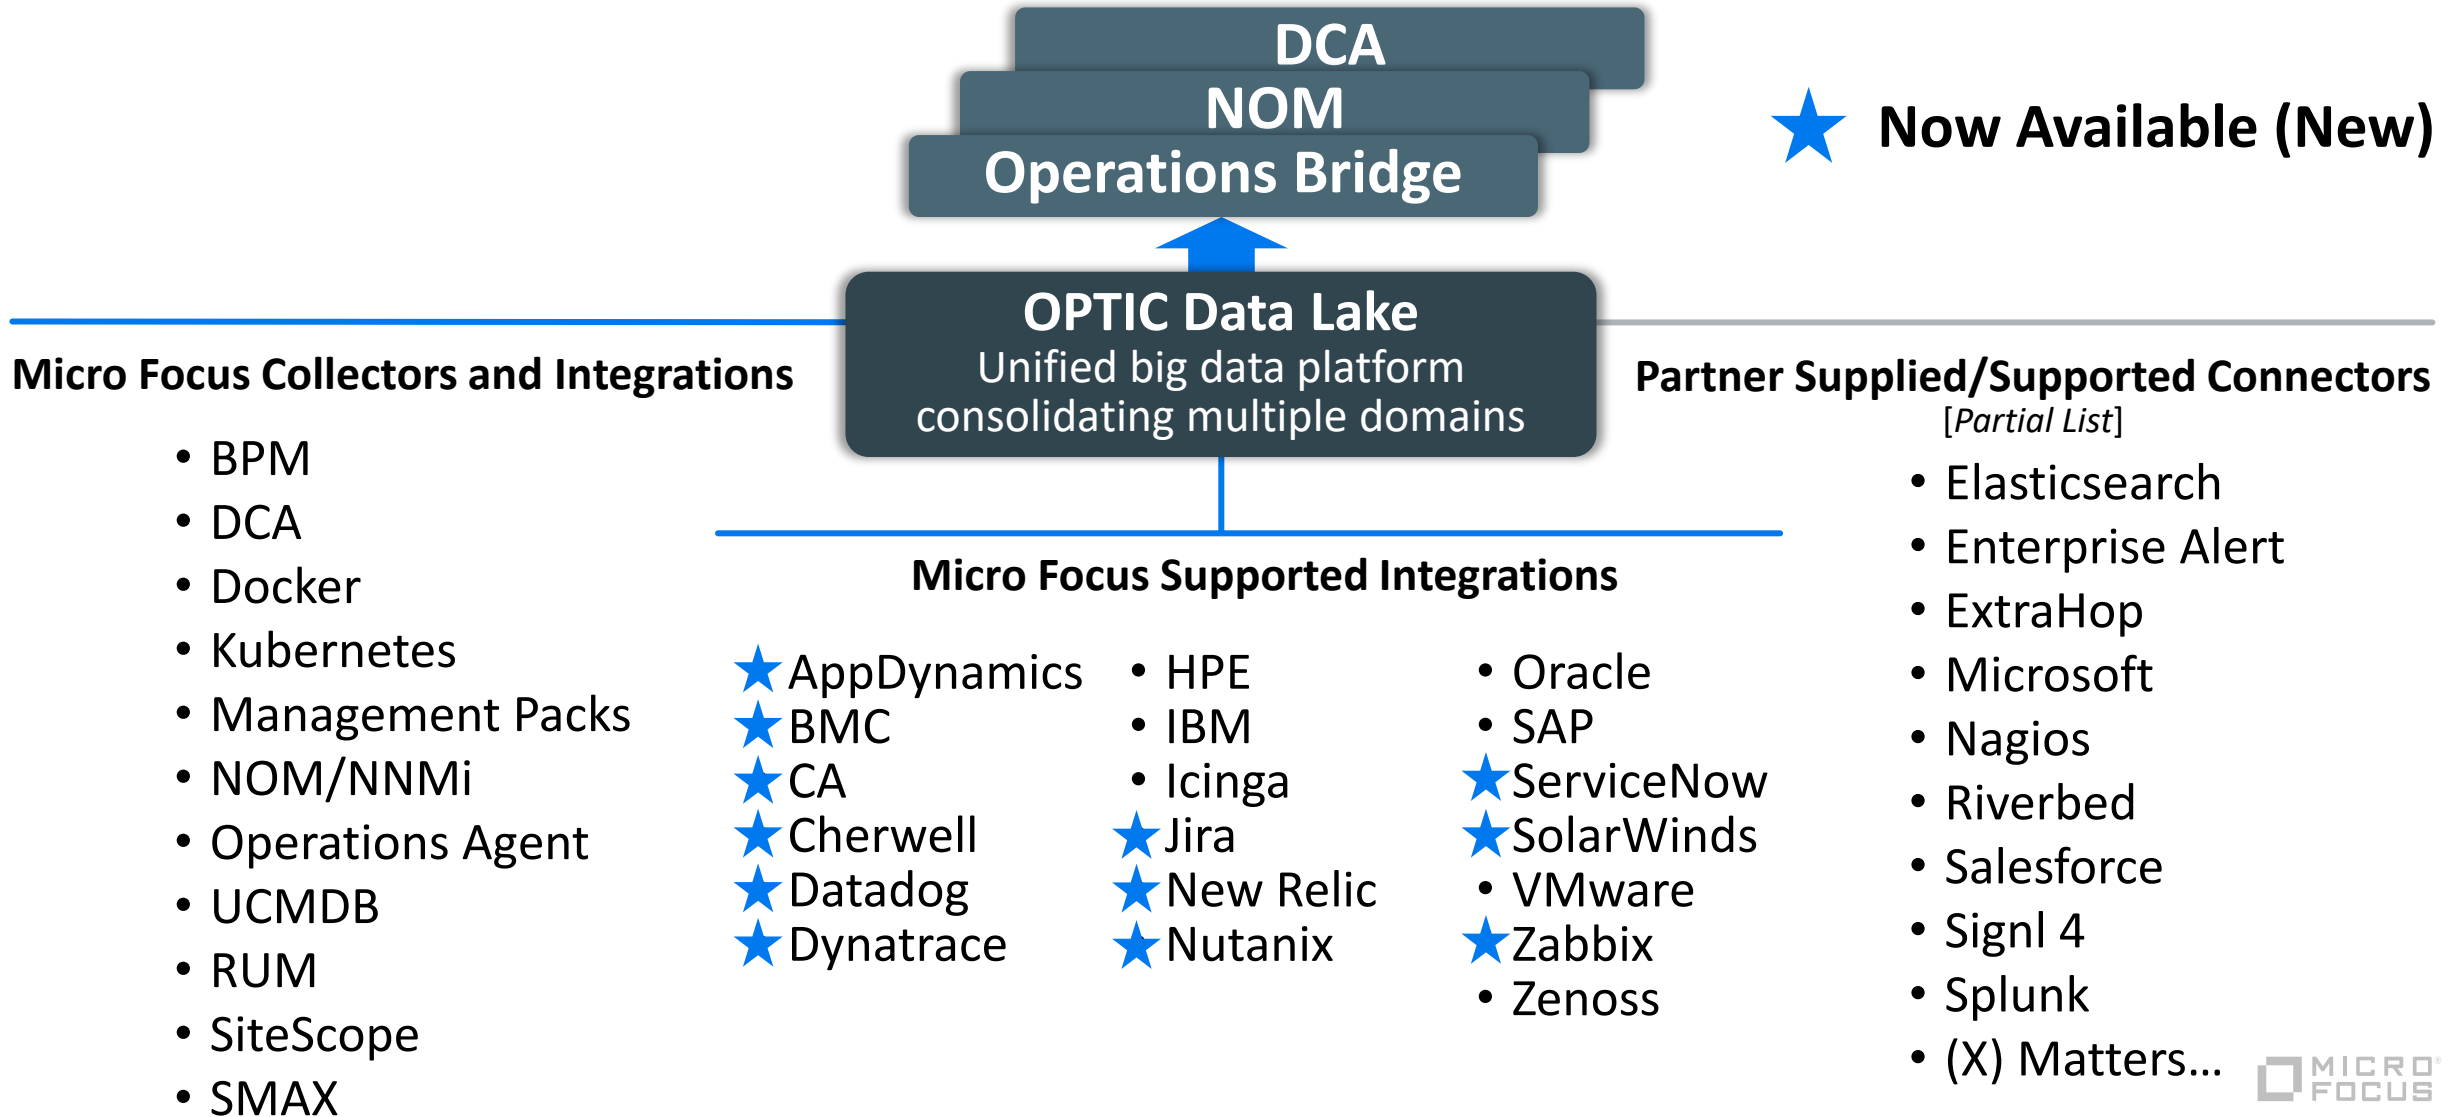 DCA
NOM
Operations Bridge
Now Available (New)
OPTIC Data Lake
Unified big data platform
consolidating multiple domains
Micro Focus Collectors and Integrations
• BPM
• DCA
• Docker
• Kubernetes
• Management Packs
• NOM/NNMi
• Operations Agent
• UCMDB
• RUM
• SiteScope
• SMAX
Micro Focus Supported Integrations
AppDynamics
BMC
CA
Cherwell
Datadog
Dynatrace
• HPE
• IBM
• Icinga
Jira
New Relic
Nutanix
• Oracle
• SAP
ServiceNow
SolarWinds
• VMware
Zabbix
• Zenoss
Partner Supplied/Supported Connectors
[Partial List]
• Elasticsearch
• Enterprise Alert
• ExtraHop
• Microsoft
• Nagios
• Riverbed
• Salesforce
• Signl 4
• Splunk
• (X) Matters...
MICRO
FOCUS